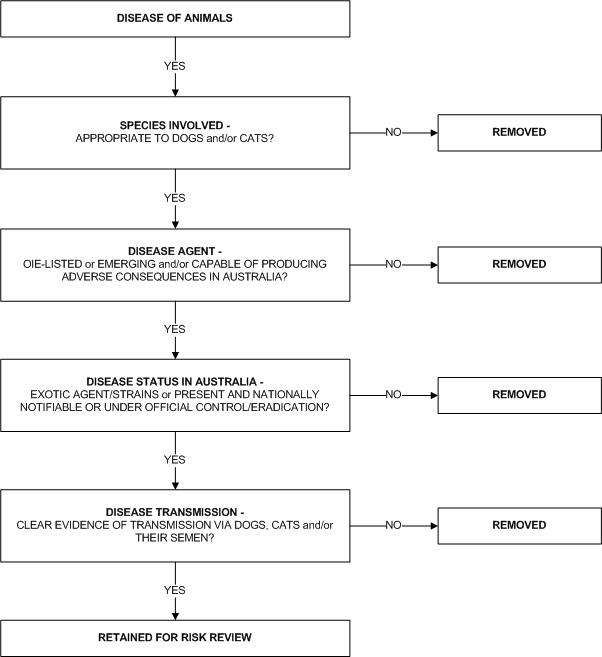 DISEASE OF ANIMALS
YES
SPECIES INVOLVED -
APPROPRIATE TO DOGS and/or CATS?
NO
REMOVED
YES
DISEASE AGENT -
OIE-LISTED or EMERGING and/or CAPABLE OF PRODUCING
ADVERSE CONSEQUENCES IN AUSTRALIA?
NO
REMOVED
YES
DISEASE STATUS IN AUSTRALIA -
EXOTIC AGENT/STRAINS or PRESENT AND NATIONALLY
NOTIFIABLE OR UNDER OFFICIAL CONTROL/ERADICATION?
NO
REMOVED
YES
DISEASE TRANSMISSION -
CLEAR EVIDENCE OF TRANSMISSION VIA DOGS, CATS and/or
THEIR SEMEN?
NO
REMOVED
YES
RETAINED FOR RISK REVIEW